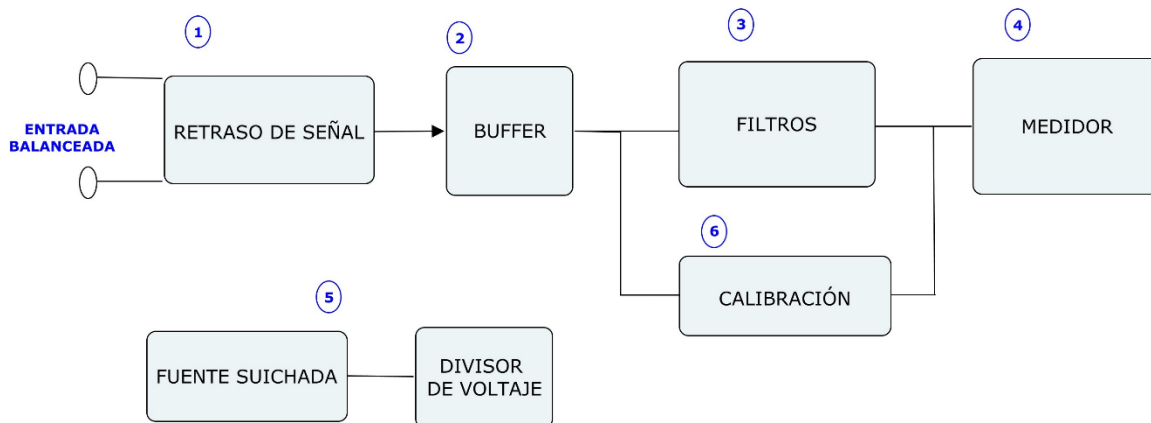 1
2
3
4
ENTRADA
BALANCEADA
RETRASO DE SEÑAL
BUFFER
FILTROS
MEDIDOR
6
CALIBRACIÓN
5
FUENTE SUICHADA
DIVISOR
DE VOLTAJE